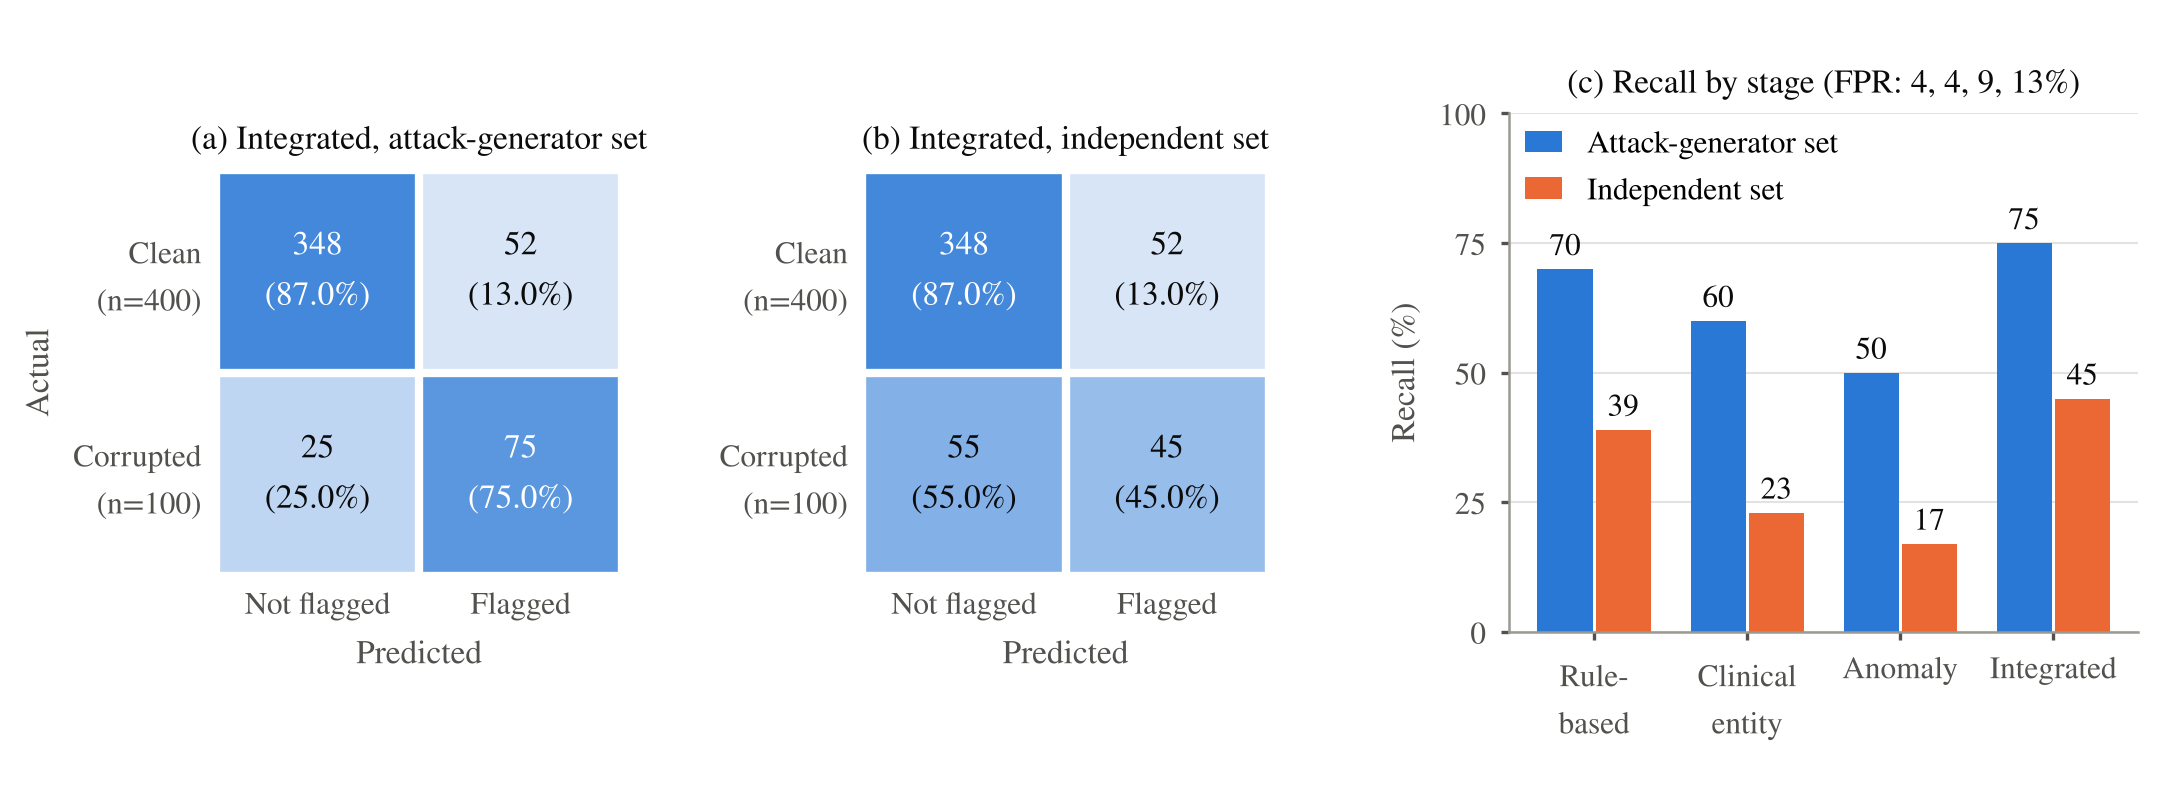 (a) Integrated, attack-generator set
Actual
Clean
(n=400)
348
(87.0%)
52
(13.0%)
Corrupted
(n=100)
25
(25.0%)
75
(75.0%)
Not flagged
Flagged
Predicted
(b) Integrated, independent set
Clean
(n=400)
348
(87.0%)
52
(13.0%)
Corrupted
(n=100)
55
(55.0%)
45
(45.0%)
Not flagged
Flagged
Predicted
(c) Recall by stage (FPR: 4, 4, 9, 13%)
Recall (%)
100
75
50
25
0
Attack-generator set
Independent set
70
39
60
23
50
17
75
45
Rule-
based
Clinical
entity
Anomaly
Integrated